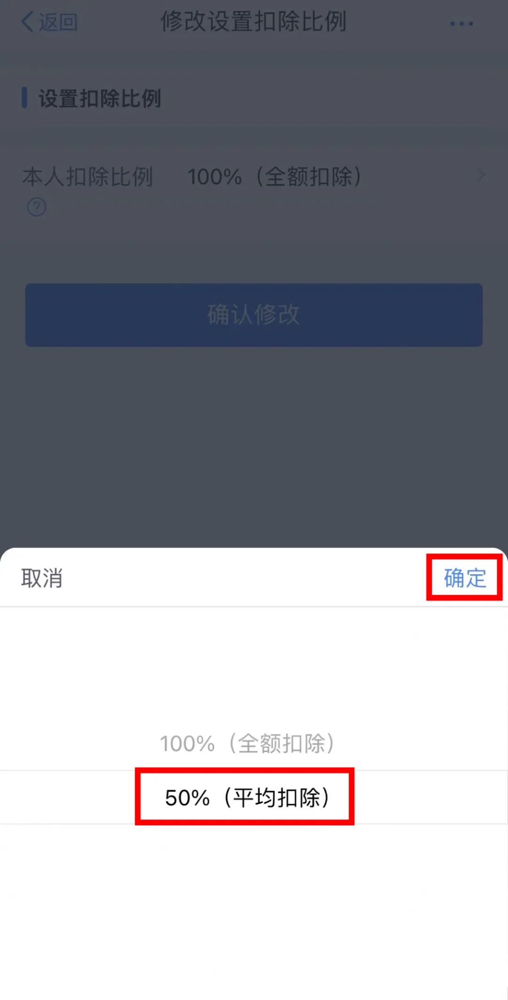 返回 修改设置扣除比例
设置扣除比例
本人扣除比例 100%（全额扣除）
?
确认修改
取消 确定
100%（全额扣除）
50%（平均扣除）